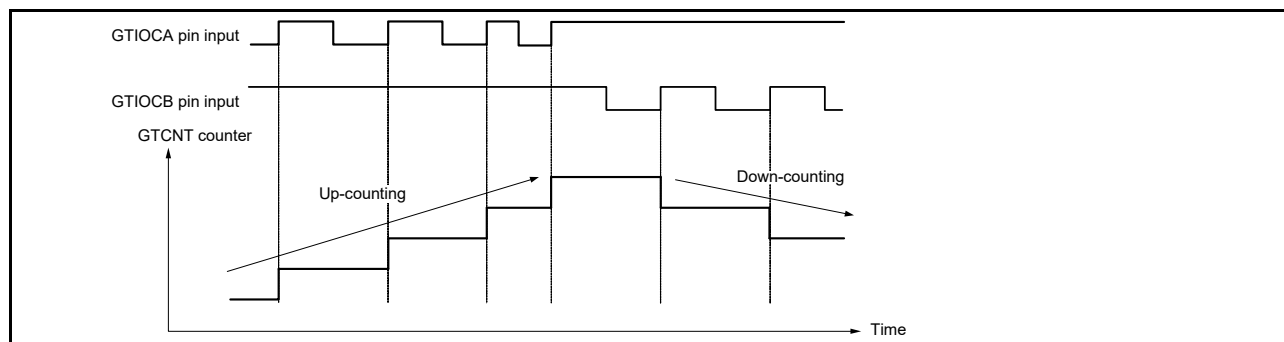 GTIOCA pin input
GTIOCB pin input
GTCNT counter
Up-counting
Down-counting
Time